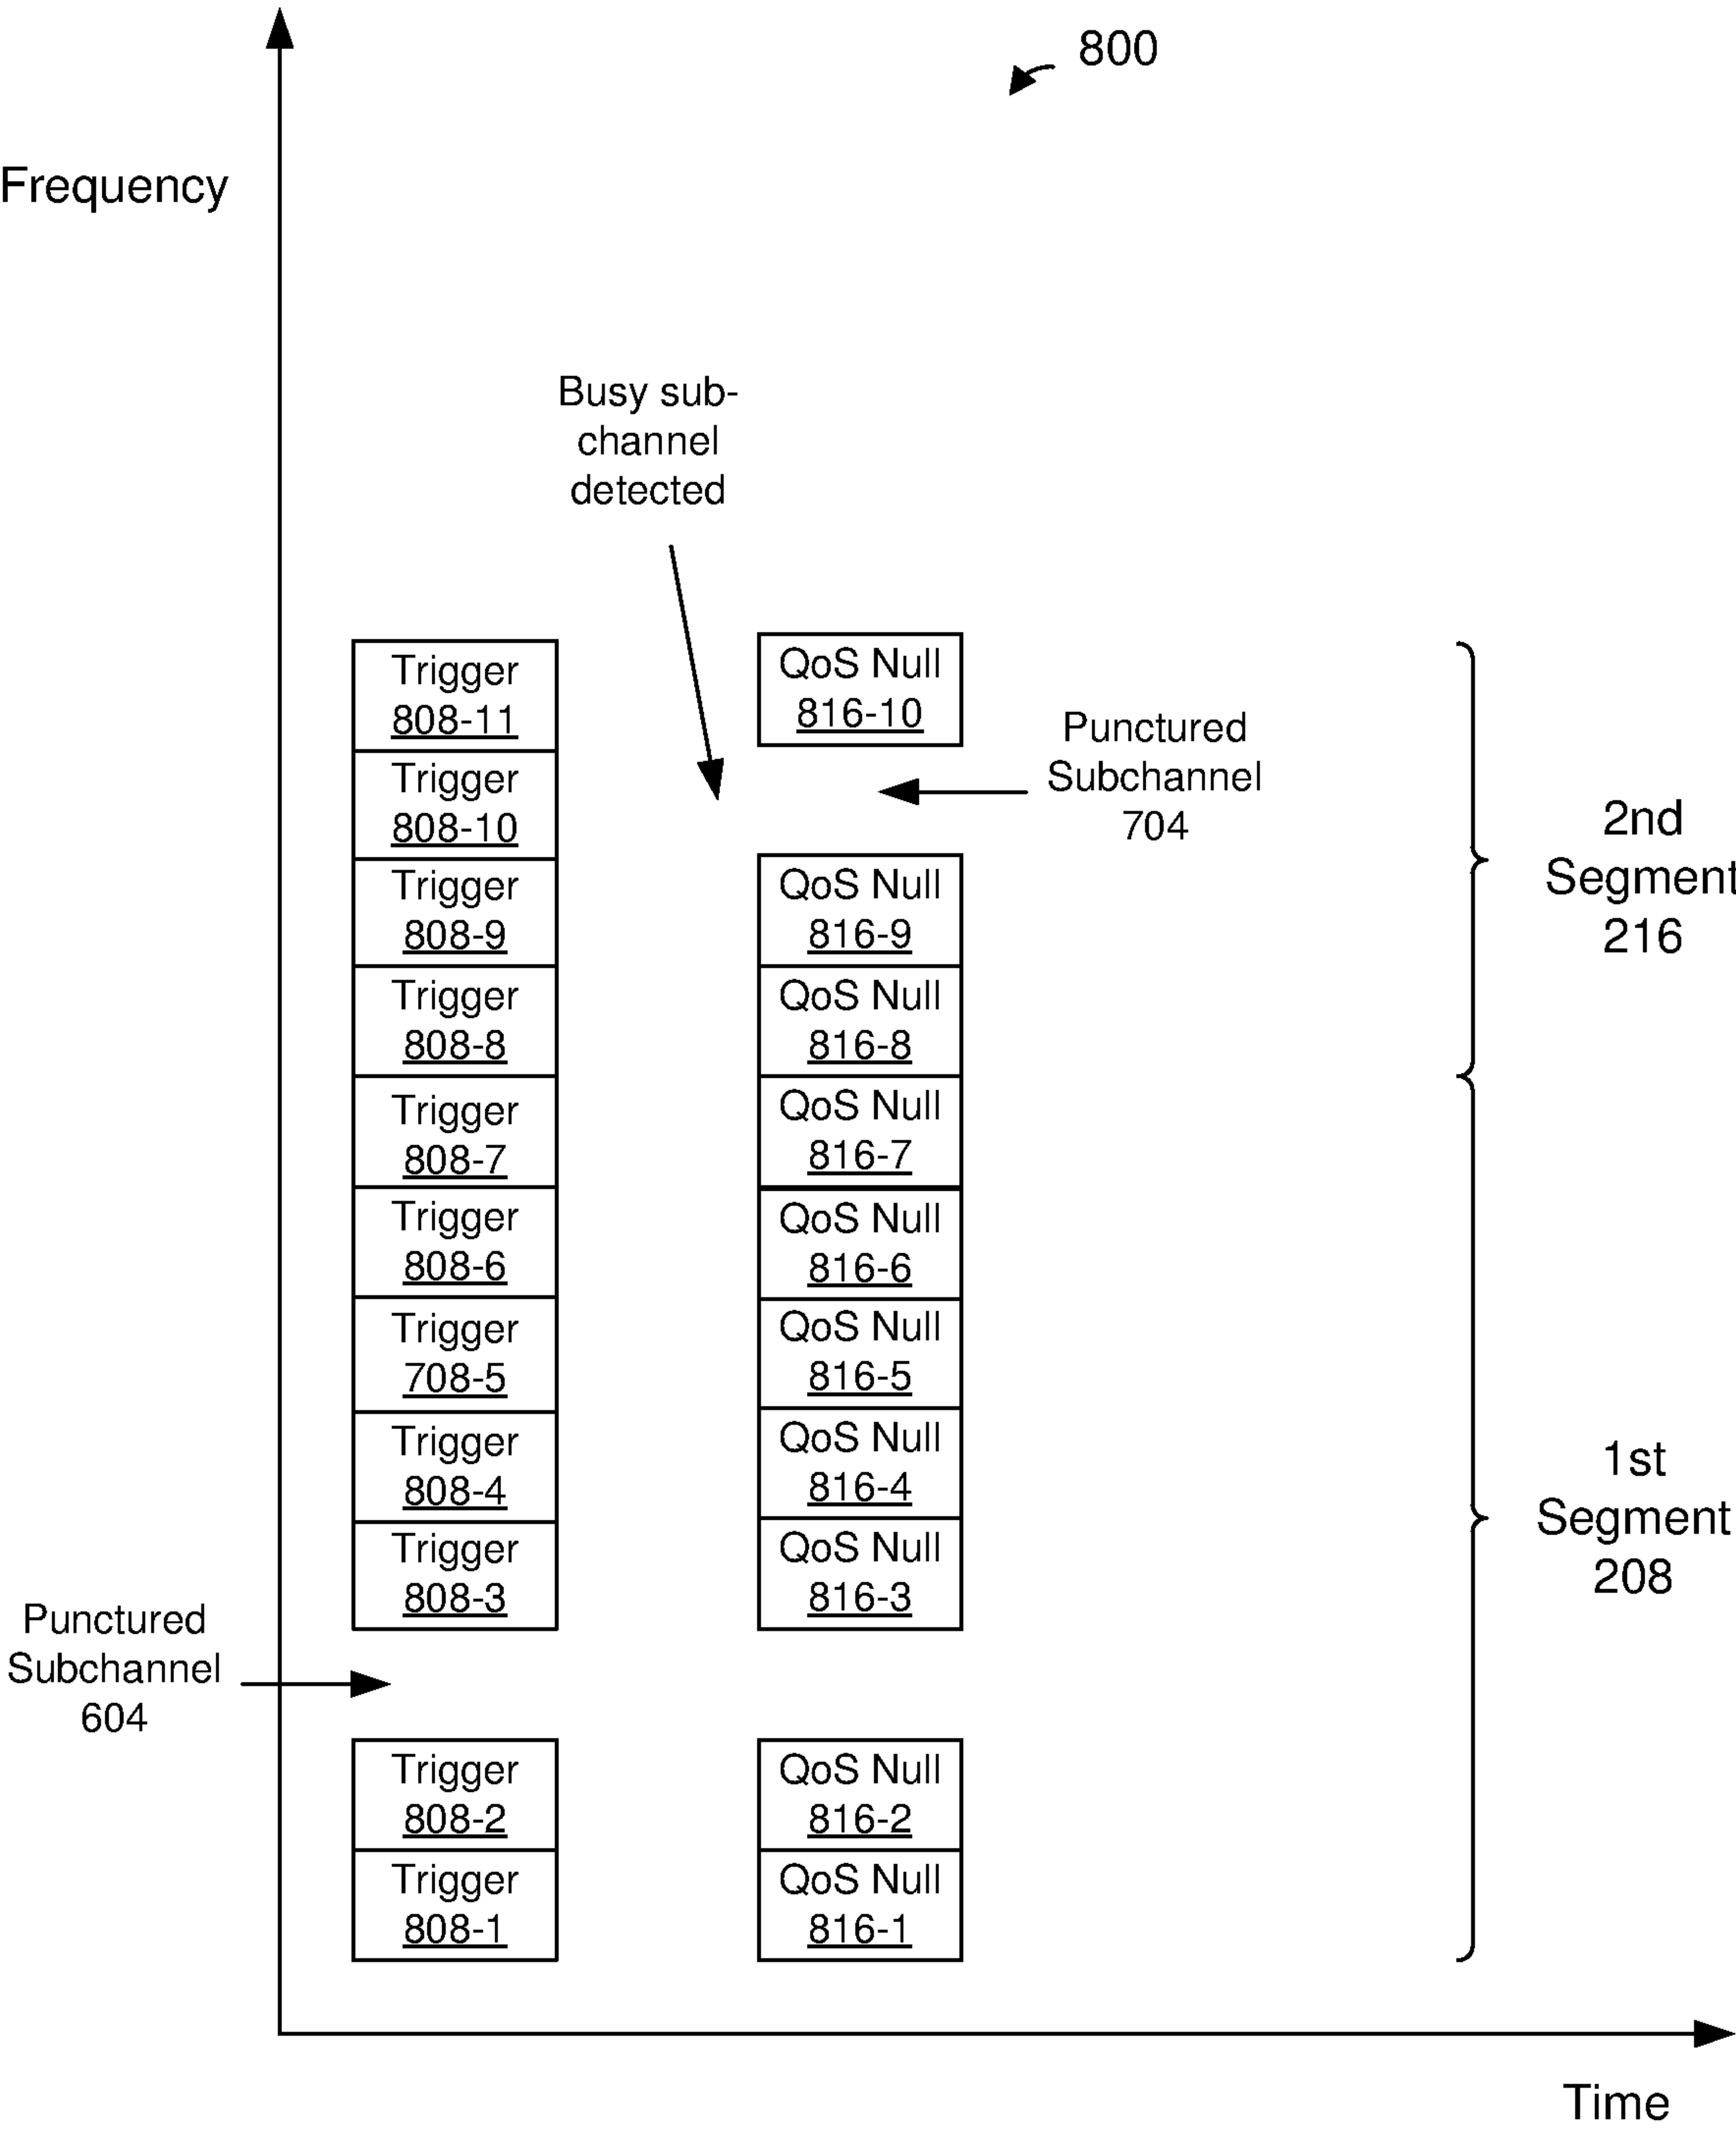 800
Frequency
Busy sub-
channel
detected
Trigger
808-11
Trigger
808-10
Trigger
808-9
Trigger
808-8
Trigger
808-7
Trigger
808-6
Trigger
708-5
Trigger
808-4
Trigger
808-3
Trigger
808-2
Trigger
808-1
QoS Null
816-10
QoS Null
816-9
QoS Null
816-8
QoS Null
816-7
QoS Null
816-6
QoS Null
816-5
QoS Null
816-4
QoS Null
816-3
QoS Null
816-2
QoS Null
816-1
Punctured
Subchannel
704
Punctured
Subchannel
604
2nd
Segment
216
1st
Segment
208
Time